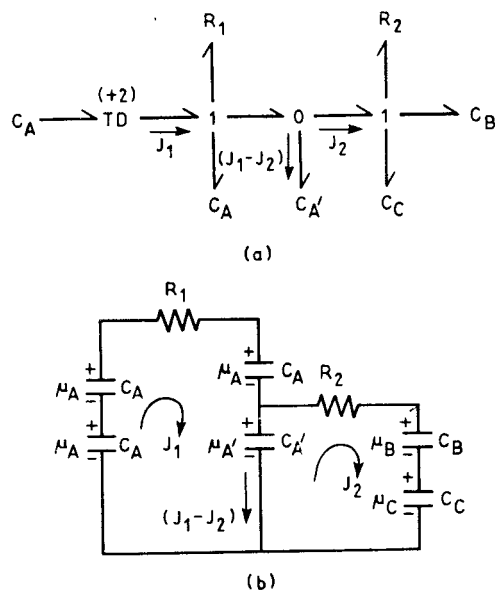 R1 R2
(+2)
CA TD 1 0 1 CB
J1 (J1-J2) J2
CA CA' CC
(a)
R1
+ + R2
μA CA μA CA
- -
+ + +
μA CA μA' CA' μB CB
- - -
J1 J2 +
(J1-J2) μC CC
-
(b)